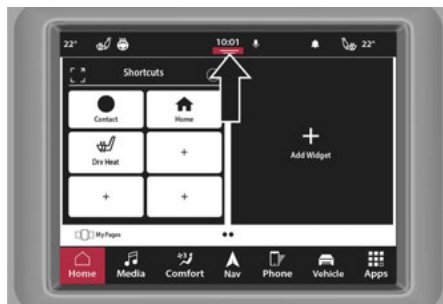 22° 10:01 22°
Shortcuts
Contact Home
Add Widget
Drv Heat +
+ +
My Pages
Home Media Comfort Nav Phone Vehicle Apps